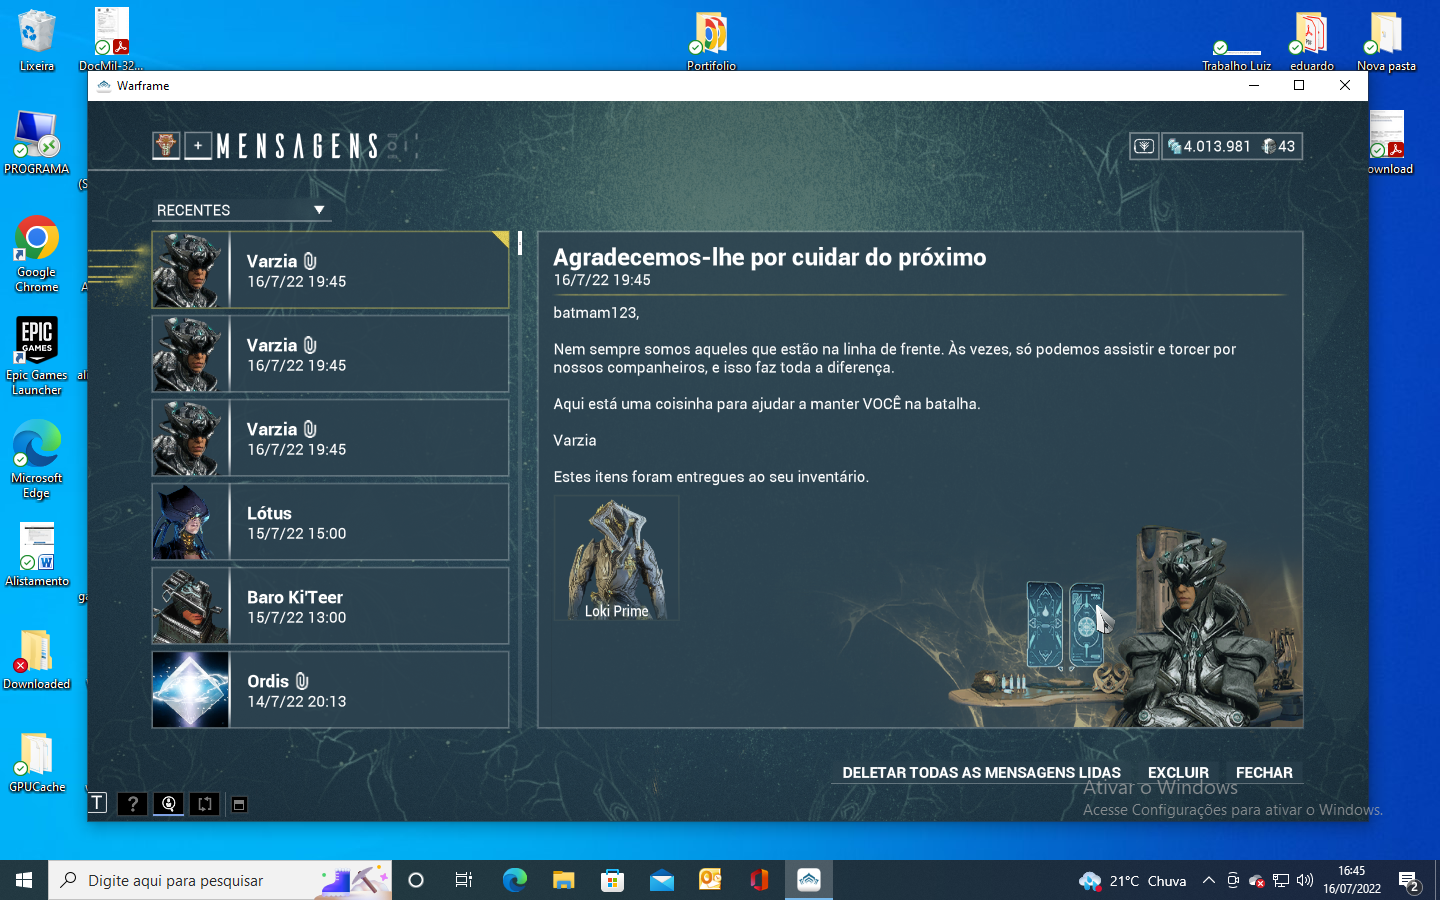 Lixeira
DocMil-32...
Portifolio
Trabalho Luiz
eduardo
Nova pasta
Warframe
PROGRAMA
ownload
Google
Chrome
EPIC
GAMES
Epic Games
Launcher
Microsoft
Edge
Alistamento
Downloaded
GPUCache
+ MENSAGENS
4.013.981
43
RECENTES
Varzia
16/7/22 19:45
Varzia
16/7/22 19:45
Varzia
16/7/22 19:45
Lótus
15/7/22 15:00
Baro Ki'Teer
15/7/22 13:00
Ordis
14/7/22 20:13
Agradecemos-lhe por cuidar do próximo
16/7/22 19:45
batmam123,
Nem sempre somos aqueles que estão na linha de frente. Às vezes, só podemos assistir e torcer por
nossos companheiros, e isso faz toda a diferença.
Aqui está uma coisinha para ajudar a manter VOCÊ na batalha.
Varzia
Estes itens foram entregues ao seu inventário.
Loki Prime
DELETAR TODAS AS MENSAGENS LIDAS
EXCLUIR
FECHAR
T
?
Ativar o Windows
Acesse Configurações para ativar o Windows.
Digite aqui para pesquisar
21°C Chuva
16:45
16/07/2022
2